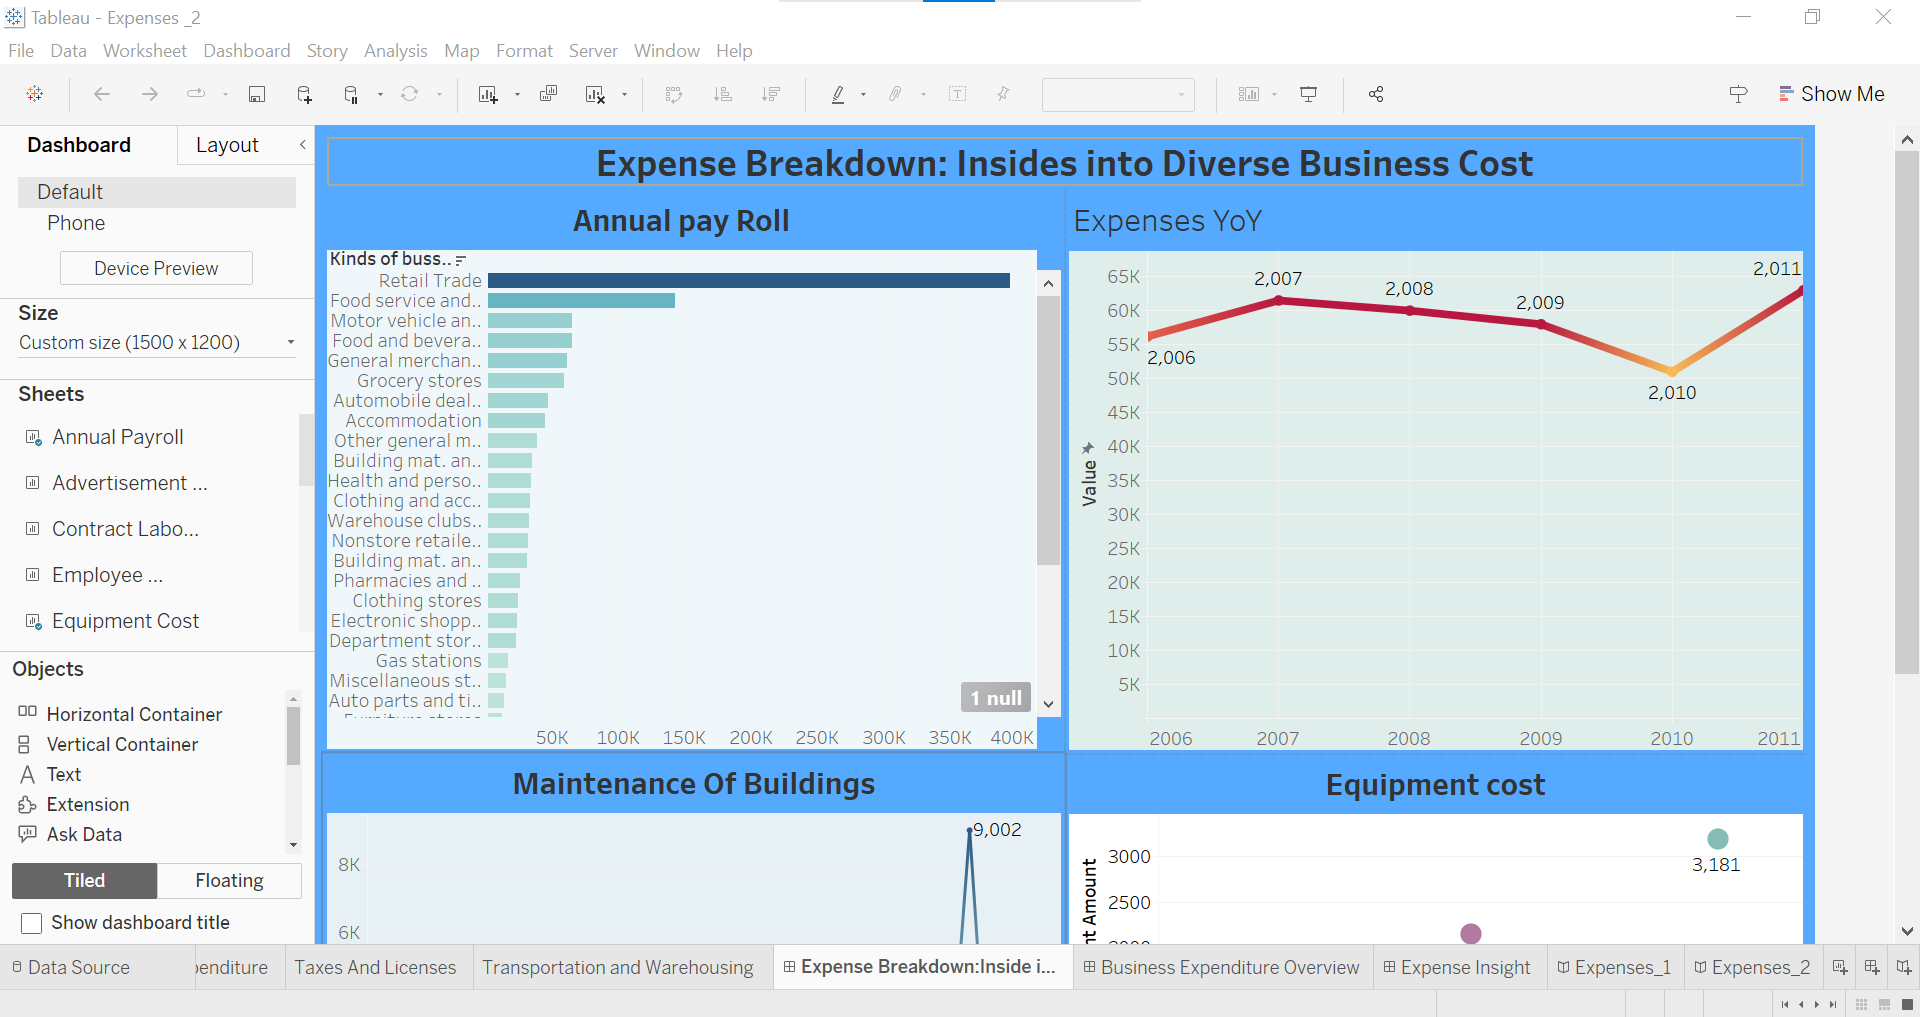 Tableau - Expenses _2
File Data Worksheet Dashboard Story Analysis Map Format Server Window Help
Show Me
Dashboard Layout
Default
Phone
Device Preview
Size
Custom size (1500 x 1200)
Sheets
Annual Payroll
Advertisement ...
Contract Labo...
Employee ...
Equipment Cost
Objects
Horizontal Container
Vertical Container
Text
Extension
Ask Data
Tiled Floating
Show dashboard title
Expense Breakdown: Insides into Diverse Business Cost
Annual pay Roll
Kinds of buss..
Retail Trade
Food service and..
Motor vehicle an..
Food and bevera..
General merchan..
Grocery stores
Automobile deal..
Accommodation
Other general m..
Building mat. an..
Health and perso..
Clothing and acc..
Warehouse clubs..
Nonstore retaile..
Building mat. an..
Pharmacies and ..
Clothing stores
Electronic shopp..
Department stor..
Gas stations
Miscellaneous st..
Auto parts and ti..
1 null
50K 100K 150K 200K 250K 300K 350K 400K
Expenses YoY
65K
60K
55K
50K
45K
40K
35K
30K
25K
20K
15K
10K
5K
Value
2,006
2,007
2,008
2,009
2,010
2,011
2006 2007 2008 2009 2010 2011
Maintenance Of Buildings
9,002
8K
6K
Equipment cost
3000
2500
nt Amount
3,181
Data Source
penditure
Taxes And Licenses
Transportation and Warehousing
Expense Breakdown:Inside i...
Business Expenditure Overview
Expense Insight
Expenses_1
Expenses_2